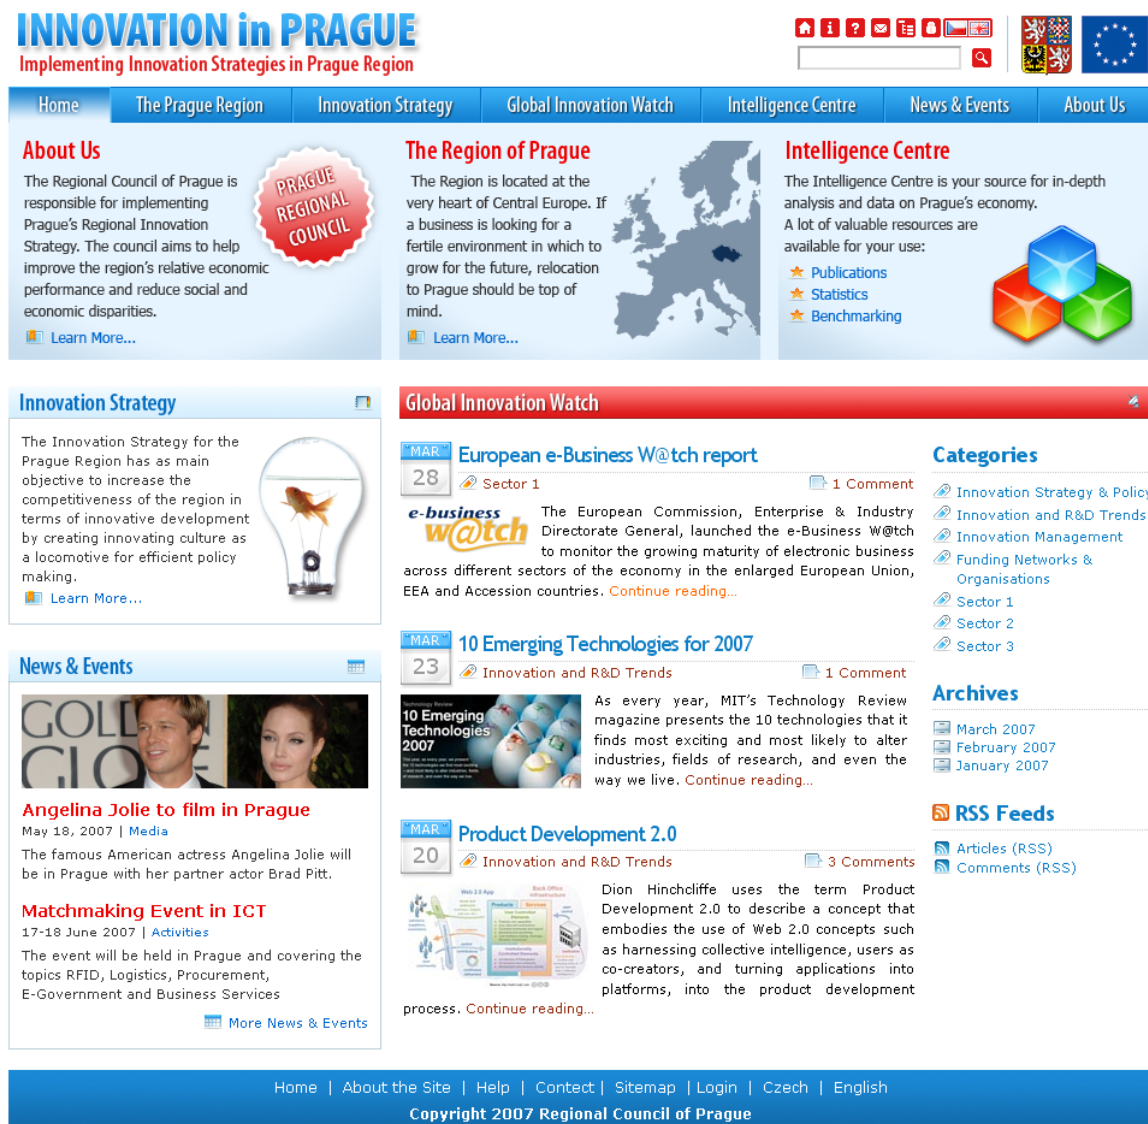 INNOVATION in PRAGUE
Implementing Innovation Strategies in Prague Region
Home
The Prague Region
Innovation Strategy
Global Innovation Watch
Intelligence Centre
News & Events
About Us
About Us
The Regional Council of Prague is
responsible for implementing
Prague's Regional Innovation
Strategy. The council aims to help
improve the region's relative economic
performance and reduce social and
economic disparities.
Learn More...
PRAGUE
REGIONAL
COUNCIL
The Region of Prague
The Region is located at the
very heart of Central Europe. If
a business is looking for a
fertile environment in which to
grow for the future, relocation
to Prague should be top of
mind.
Learn More...
Intelligence Centre
The Intelligence Centre is your source for in-depth
analysis and data on Prague's economy.
A lot of valuable resources are
available for your use:
Publications
Statistics
Benchmarking
Innovation Strategy
The Innovation Strategy for the
Prague Region has as main
objective to increase the
competitiveness of the region in
terms of innovative development
by creating innovating culture as
a locomotive for efficient policy
making.
Learn More...
News & Events
GOLD
GLO
Angelina Jolie to film in Prague
May 18, 2007 | Media
The famous American actress Angelina Jolie will
be in Prague with her partner actor Brad Pitt.
Matchmaking Event in ICT
17-18 June 2007 | Activities
The event will be held in Prague and covering the
topics RFID, Logistics, Procurement,
E-Government and Business Services
More News & Events
Global Innovation Watch
MAR
28
European e-Business W@tch report
Sector 1
1 Comment
e-business
w@tch
The European Commission, Enterprise & Industry
Directorate General, launched the e-Business W@tch
to monitor the growing maturity of electronic business
across different sectors of the economy in the enlarged European Union,
EEA and Accession countries. Continue reading...
MAR
23
10 Emerging Technologies for 2007
Innovation and R&D Trends
1 Comment
Technology Review
10 Emerging
Technologies
2007
As every year, MIT's Technology Review
magazine presents the 10 technologies that it
finds most exciting and most likely to alter
industries, fields of research, and even the
way we live. Continue reading...
MAR
20
Product Development 2.0
Innovation and R&D Trends
3 Comments
Web 2.0 App
Back Office
Infrastructure
Products
Services
Dion Hinchcliffe uses the term Product
Development 2.0 to describe a concept that
embodies the use of Web 2.0 concepts such
as harnessing collective intelligence, users as
co-creators, and turning applications into
platforms, into the product development
process. Continue reading...
Categories
Innovation Strategy & Policy
Innovation and R&D Trends
Innovation Management
Funding Networks &
Organisations
Sector 1
Sector 2
Sector 3
Archives
March 2007
February 2007
January 2007
RSS Feeds
Articles (RSS)
Comments (RSS)
Home | About the Site | Help | Contect | Sitemap | Login | Czech | English
Copyright 2007 Regional Council of Prague